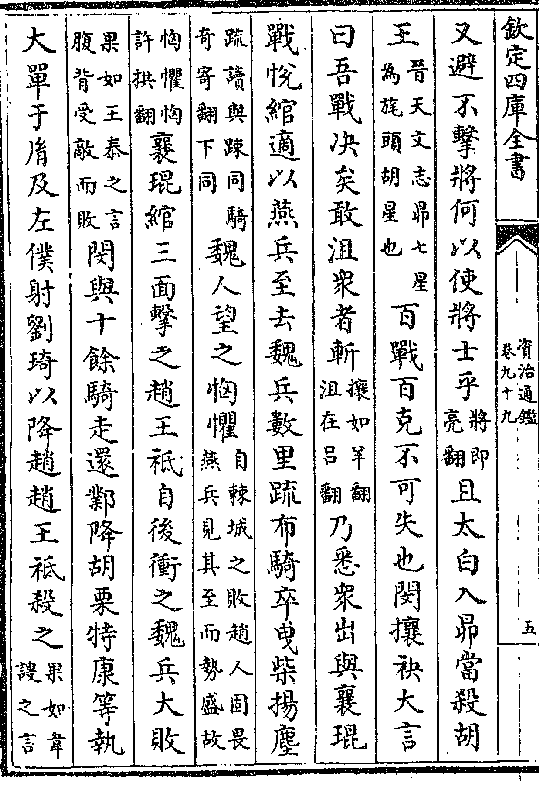 欽定四庫全書
資治通鑑
卷九十九
五
又避不擊將何以使將士乎將即亮翻且太白入昴當殺胡
王晉天文志昴七星為旄頭胡星也百戰百克不可失也閔攘袂大言
曰吾戰决矣敢沮衆者斬攘如羊翻沮在呂翻乃悉衆出與襄琨
戰悅綰適以燕兵至去魏兵數里疏布騎卒曵柴揚塵
疏讀與踈同騎奇寄翻下同魏人望之恟懼自棘城之敗趙人固畏燕兵見其至而勢盛故
恟懼恟許拱翻襄琨綰三面擊之趙王祗自後衝之魏兵大敗
果如王泰之言腹背受敵而敗閔與十餘騎走還鄴降胡栗特康等執
大單于𦙍及左僕射劉琦以降趙趙王祗殺之果如韋謏之言